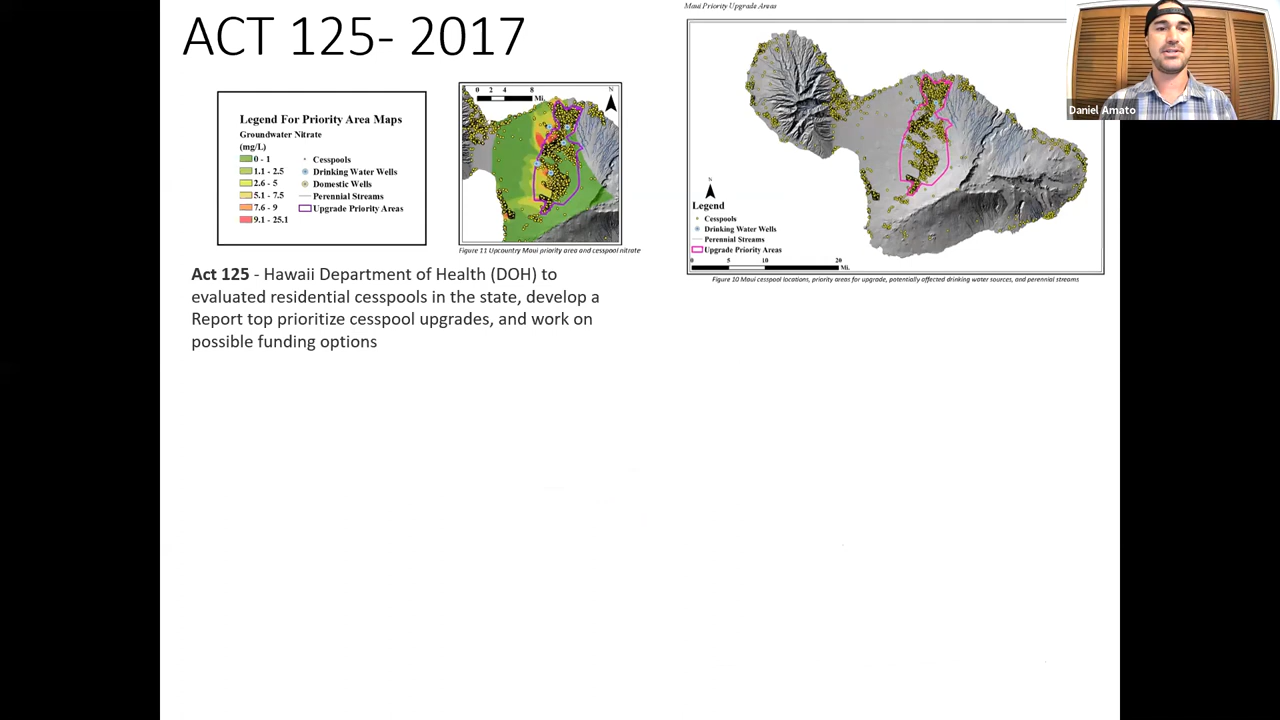 ACT 125- 2017
Legend For Priority Area Maps
Groundwater Nitrate
(mg/L)
0 - 1
1.1 - 2.5
2.6 - 5
5.1 - 7.5
7.6 - 9
9.1 - 25.1
Cesspools
Drinking Water Wells
Domestic Wells
Perennial Streams
Upgrade Priority Areas
0 2 4 8
Mi.
N
Figure 11 Upcountry Maui priority area and cesspool nitrate
Act 125 - Hawaii Department of Health (DOH) to
evaluated residential cesspools in the state, develop a
Report top prioritize cesspool upgrades, and work on
possible funding options
Maui Priority Upgrade Areas
N
Legend
Cesspools
Drinking Water Wells
Perennial Streams
Upgrade Priority Areas
0 5 10 20
Mi.
Figure 10 Maui cesspool locations, priority areas for upgrade, potentially affected drinking water sources, and perennial streams
Daniel Amato